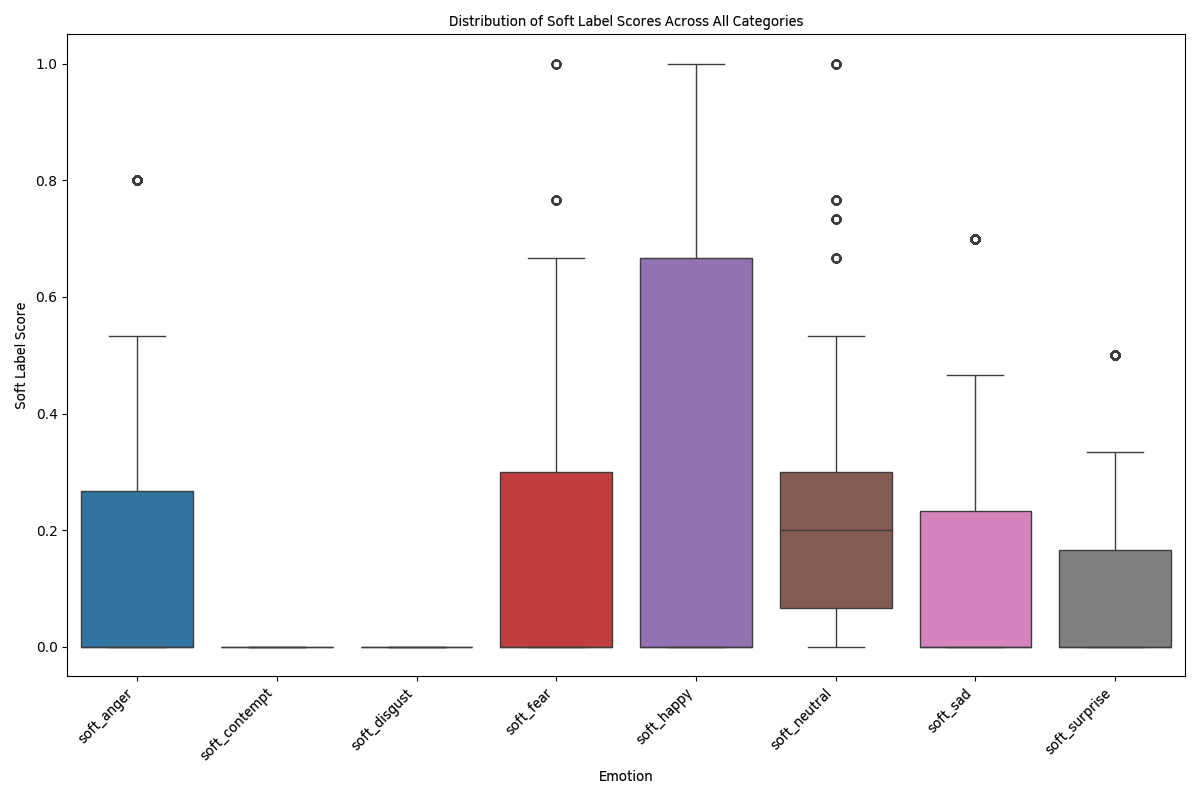 Distribution of Soft Label Scores Across All Categories
1.0
0.8
0.6
0.4
0.2
0.0
Soft Label Score
soft_anger
soft_contempt
soft_disgust
soft_fear
soft_happy
soft_neutral
soft_sad
soft_surprise
Emotion